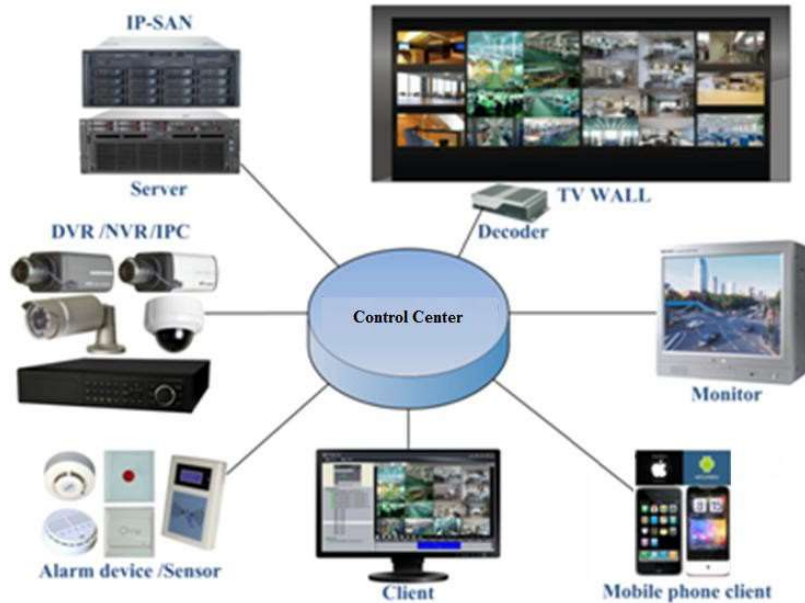 IP-SAN
Server
TV WALL
Decoder
DVR /NVR/IPC
Control Center
Monitor
Alarm device /Sensor
Client
Mobile phone client